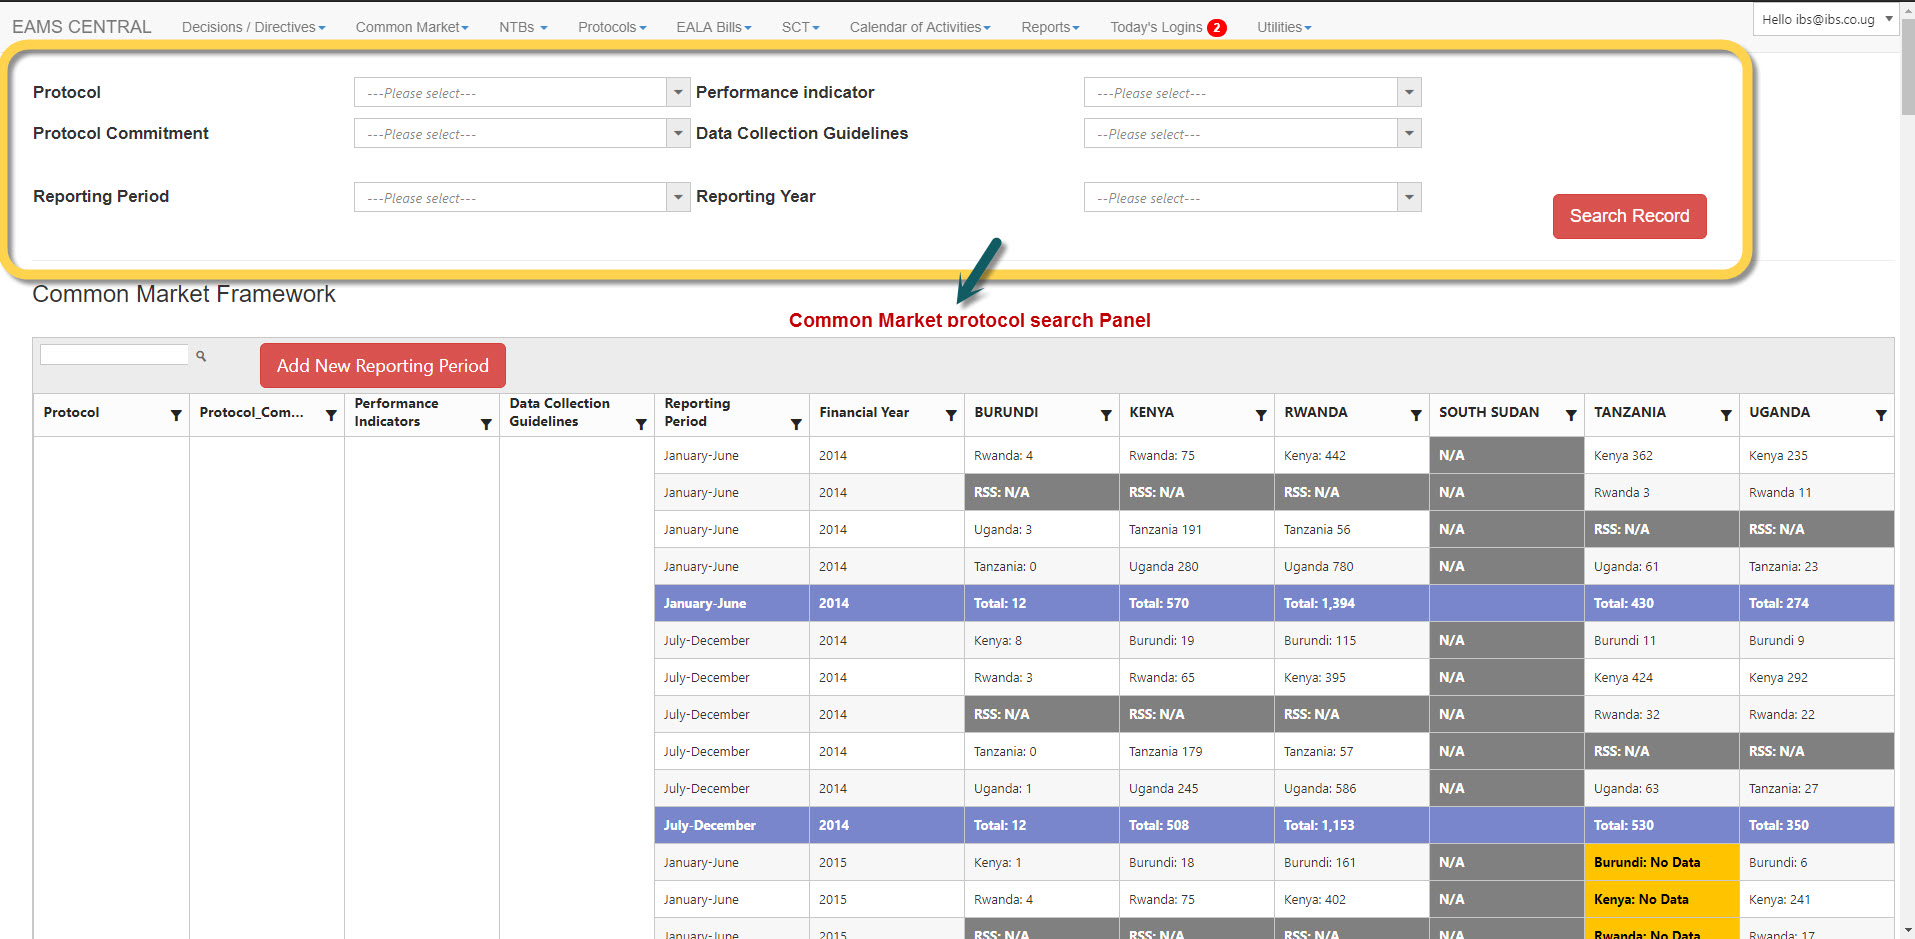 EAMS CENTRAL Decisions / Directives Common Market NTBs Protocols EALA Bills SCT Calendar of Activities Reports Today's Logins 2 Utilities Hello ibs@ibs.co.ug
Protocol ---Please select--- Performance indicator ---Please select---
Protocol Commitment ---Please select--- Data Collection Guidelines --Please select---
Reporting Period ---Please select--- Reporting Year --Please select---
Search Record
Common Market Framework
Common Market protocol search Panel
Add New Reporting Period
Protocol Protocol_Com... Performance Indicators Data Collection Guidelines Reporting Period Financial Year BURUNDI KENYA RWANDA SOUTH SUDAN TANZANIA UGANDA
January-June 2014 Rwanda: 4 Rwanda: 75 Kenya: 442 N/A Kenya 362 Kenya 235
January-June 2014 RSS: N/A RSS: N/A RSS: N/A N/A Rwanda 3 Rwanda 11
January-June 2014 Uganda: 3 Tanzania 191 Tanzania 56 N/A RSS: N/A RSS: N/A
January-June 2014 Tanzania: 0 Uganda 280 Uganda 780 N/A Uganda: 61 Tanzania: 23
January-June 2014 Total: 12 Total: 570 Total: 1,394 Total: 430 Total: 274
July-December 2014 Kenya: 8 Burundi: 19 Burundi: 115 N/A Burundi 11 Burundi 9
July-December 2014 Rwanda: 3 Rwanda: 65 Kenya: 395 N/A Kenya 424 Kenya 292
July-December 2014 RSS: N/A RSS: N/A RSS: N/A N/A Rwanda: 32 Rwanda: 22
July-December 2014 Tanzania: 0 Tanzania 179 Tanzania: 57 N/A RSS: N/A RSS: N/A
July-December 2014 Uganda: 1 Uganda 245 Uganda: 586 N/A Uganda: 63 Tanzania: 27
July-December 2014 Total: 12 Total: 508 Total: 1,153 Total: 530 Total: 350
January-June 2015 Kenya: 1 Burundi: 18 Burundi: 161 N/A Burundi: No Data Burundi: 6
January-June 2015 Rwanda: 4 Rwanda: 75 Kenya: 402 N/A Kenya: No Data Kenya: 241
January-June 2015 RSS: N/A RSS: N/A RSS: N/A N/A Rwanda: No Data Rwanda: 17